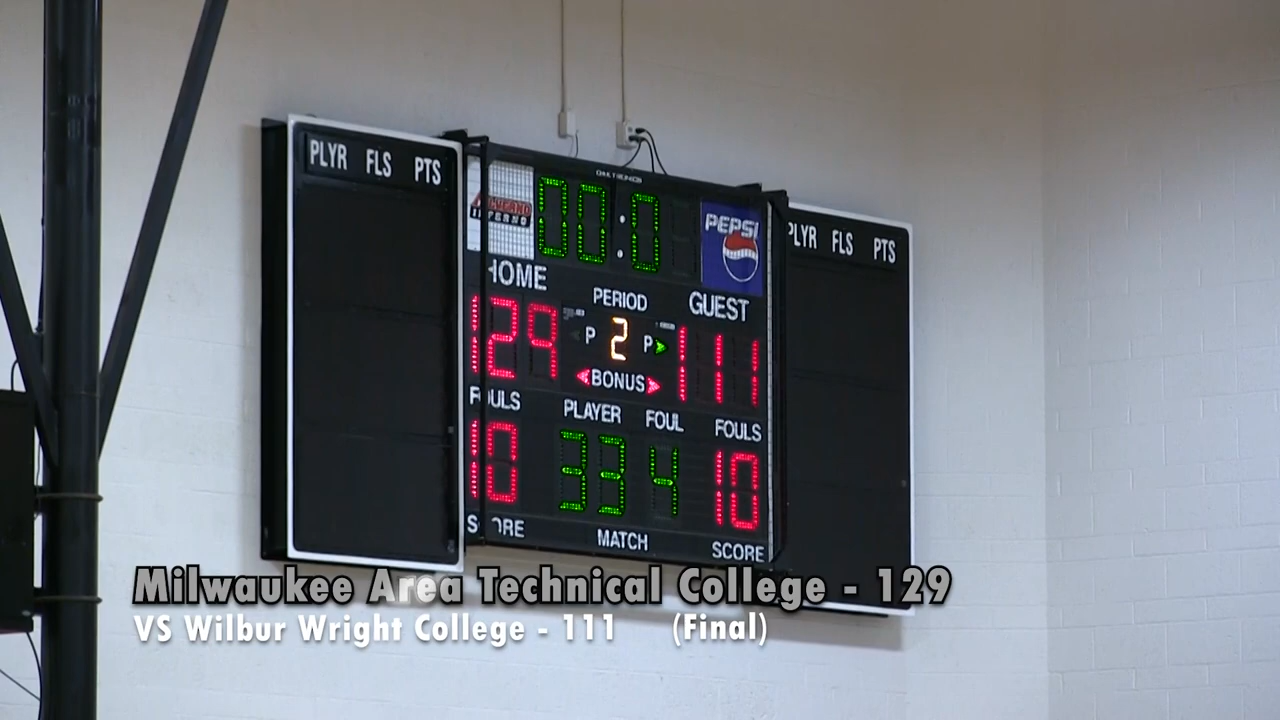 PLYR FLS PTS
00:0
PEPSI
PLYR FLS PTS
HOME
PERIOD
GUEST
129
P 2 P
111
BONUS
FOULS
PLAYER FOUL
FOULS
10
33 4
10
SCORE
MATCH
SCORE
Milwaukee Area Technical College - 129
VS Wilbur Wright College - 111 (Final)